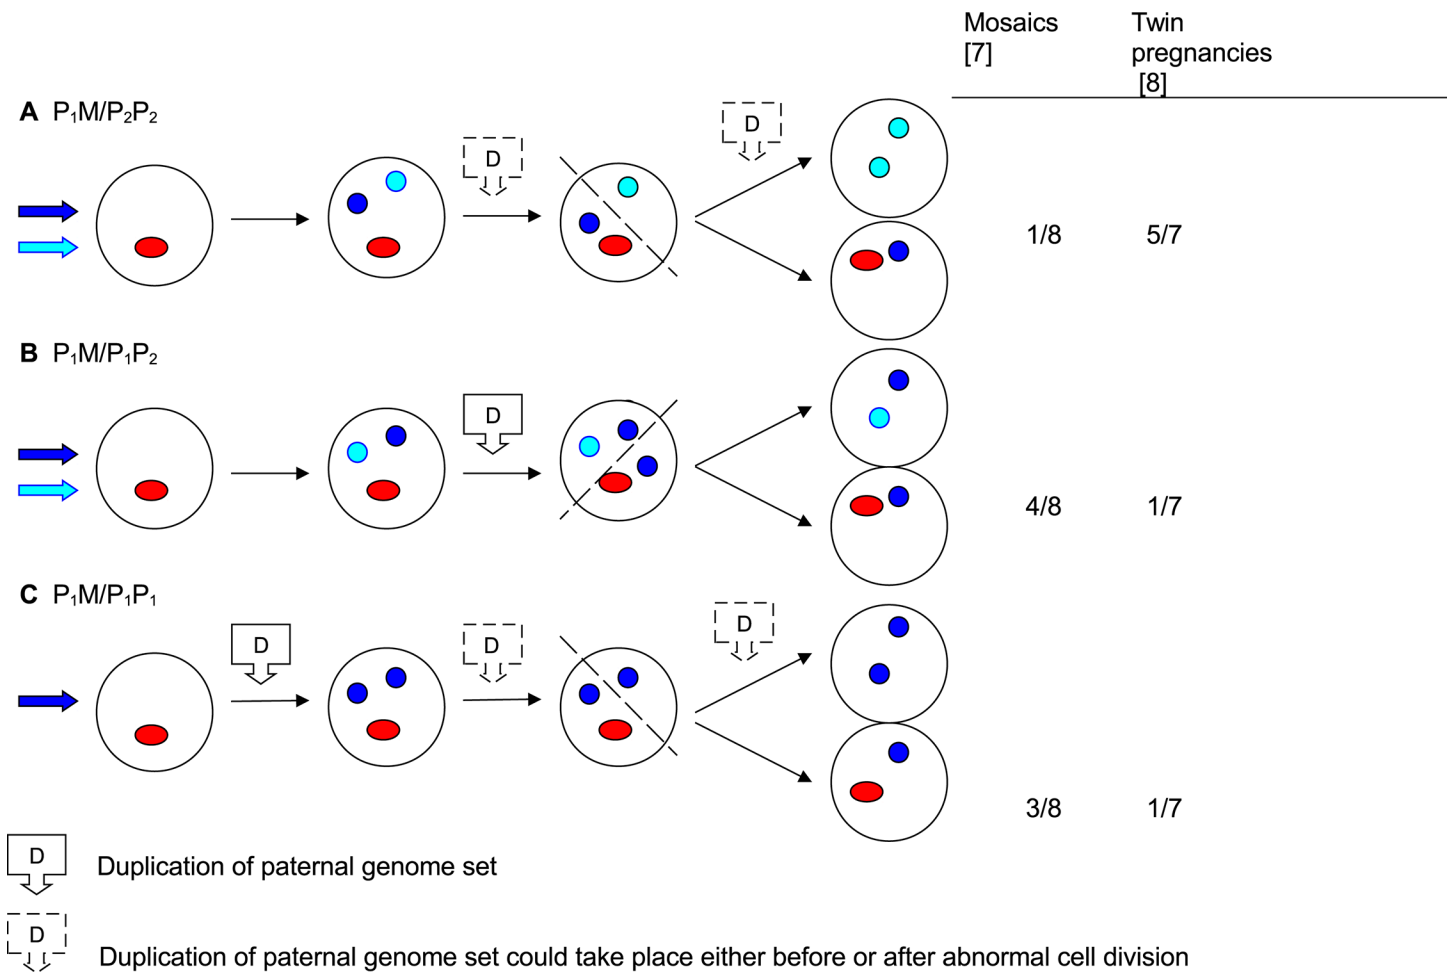 Mosaics
[7]
Twin
pregnancies
[8]
A P₁M/P₂P₂
D
D
1/8 5/7
B P₁M/P₁P₂
D
4/8 1/7
C P₁M/P₁P₁
D
D
D
3/8 1/7
D Duplication of paternal genome set
D Duplication of paternal genome set could take place either before or after abnormal cell division